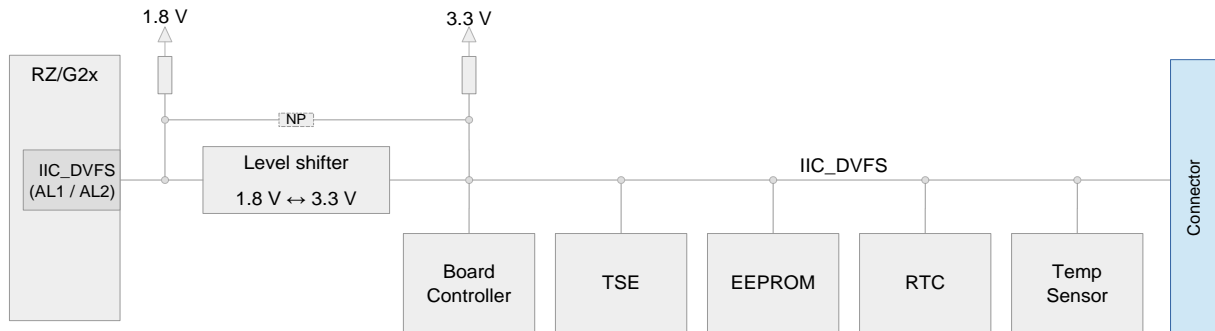 1.8 V
3.3 V
RZ/G2x
NP
IIC_DVFS
(AL1 / AL2)
Level shifter
1.8 V ↔ 3.3 V
IIC_DVFS
Connector
Board
Controller
TSE
EEPROM
RTC
Temp
Sensor